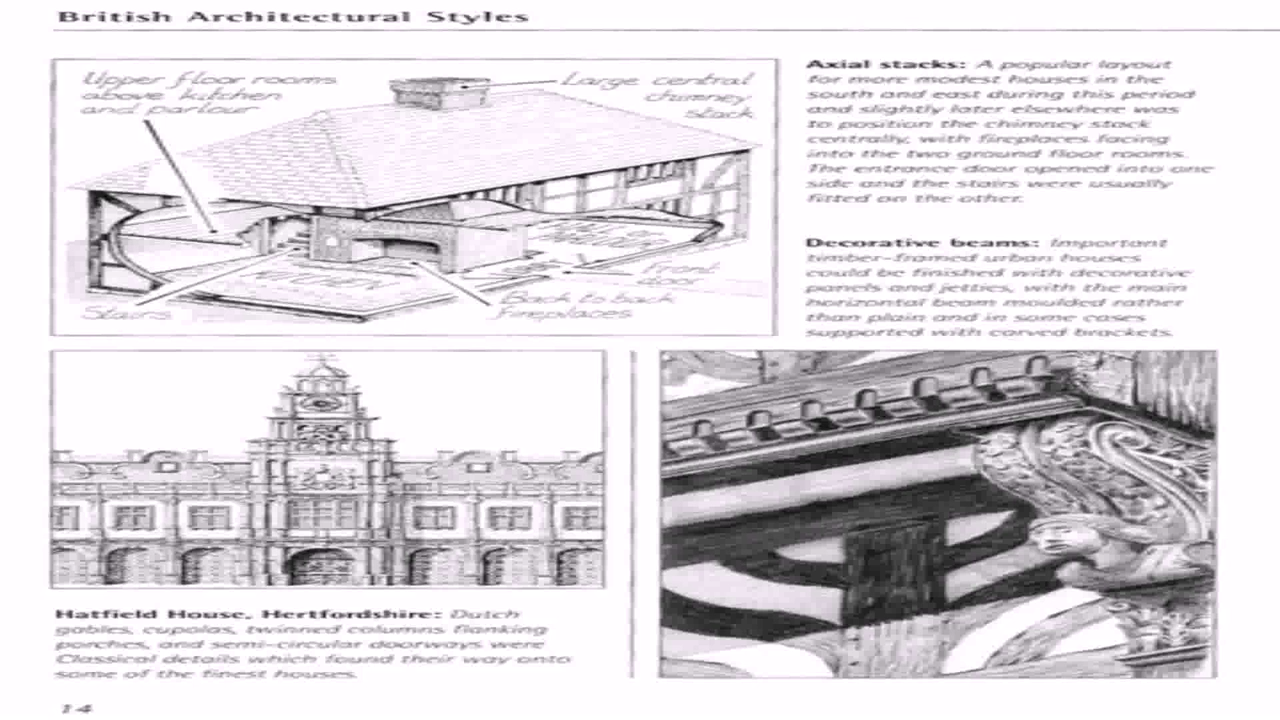 British Architectural Styles
Upper floor rooms
above kitchen
and parlour
Large central
chimney
stack
KITCHEN
Front
door
Stairs
Back to back
fireplaces
Axial stacks: A popular layout
for more modest houses in the
south and east during this period
and slightly later elsewhere was
to position the chimney stack
centrally, with fireplaces facing
into the two ground floor rooms.
The entrance door opened into one
side and the stairs were usually
fitted on the other.
Decorative beams: Important
timber-framed urban houses
could be finished with decorative
panels and jetties, with the main
horizontal beam moulded rather
than plain and in some cases
supported with carved brackets.
Hatfield House, Hertfordshire: Dutch
gables, cupolas, twinned columns flanking
porches, and semi-circular doorways were
Classical details which found their way onto
some of the finest houses.
14